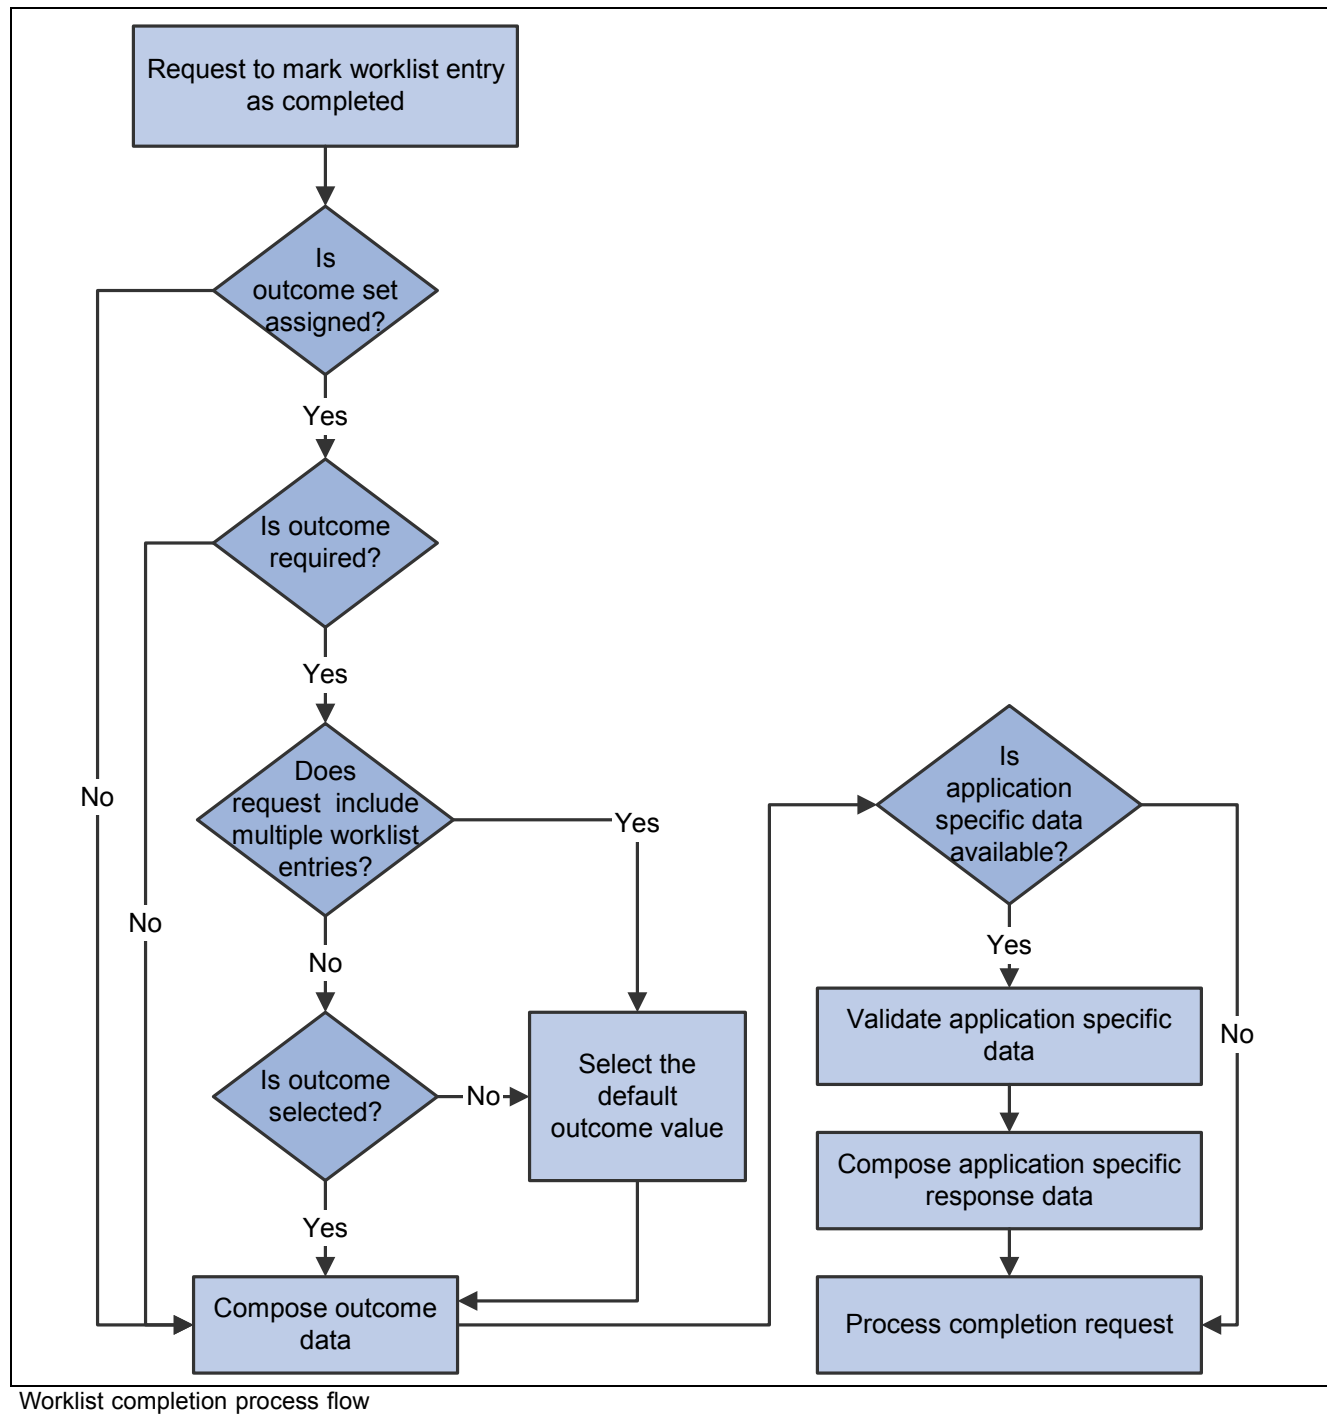 Request to mark worklist entry
as completed
Is
outcome set
assigned?
Yes
Is outcome
required?
Yes
Does
request include
multiple worklist
entries?
Yes
No
No
No
Is outcome
selected?
No
Select the
default
outcome value
Yes
Compose outcome
data
Is
application
specific data
available?
Yes
No
Validate application specific
data
Compose application specific
response data
Process completion request
Worklist completion process flow